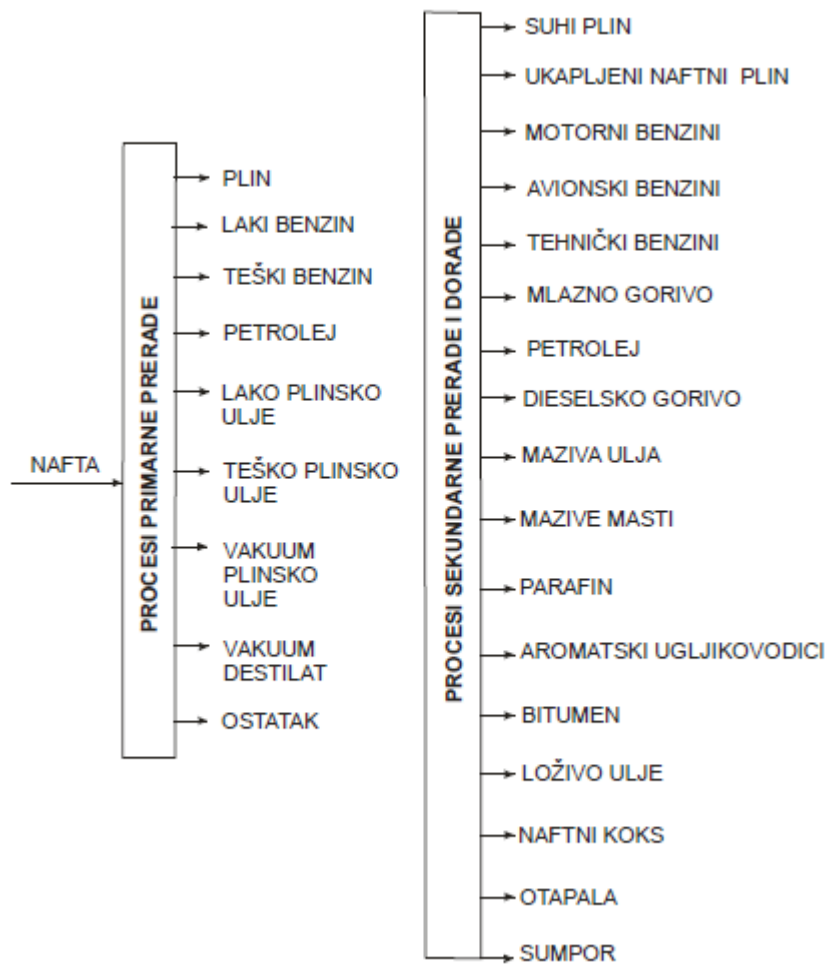 NAFTA
PROCESI PRIMARNE PRERADE
PLIN
LAKI BENZIN
TEŠKI BENZIN
PETROLEJ
LAKO PLINSKO
ULJE
TEŠKO PLINSKO
ULJE
VAKUUM
PLINSKO
ULJE
VAKUUM
DESTILAT
OSTATAK
PROCESI SEKUNDARNE PRERADE I DORADE
SUHI PLIN
UKAPLJENI NAFTNI PLIN
MOTORNI BENZINI
AVIONSKI BENZINI
TEHNIČKI BENZINI
MLAZNO GORIVO
PETROLEJ
DIESELSKO GORIVO
MAZIVA ULJA
MAZIVE MASTI
PARAFIN
AROMATSKI UGLJIKOVODICI
BITUMEN
LOŽIVO ULJE
NAFTNI KOKS
OTAPALA
SUMPOR